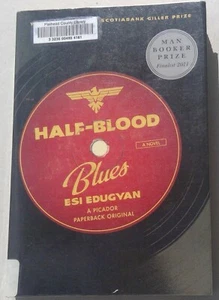 SCOTIABANK GILLER PRIZE
MAN
BOOKER
PRIZE
HALF-BLOOD
A NOVEL
Blues
ESI EDUGYAN
A PICADOR
PAPERBACK ORIGINAL